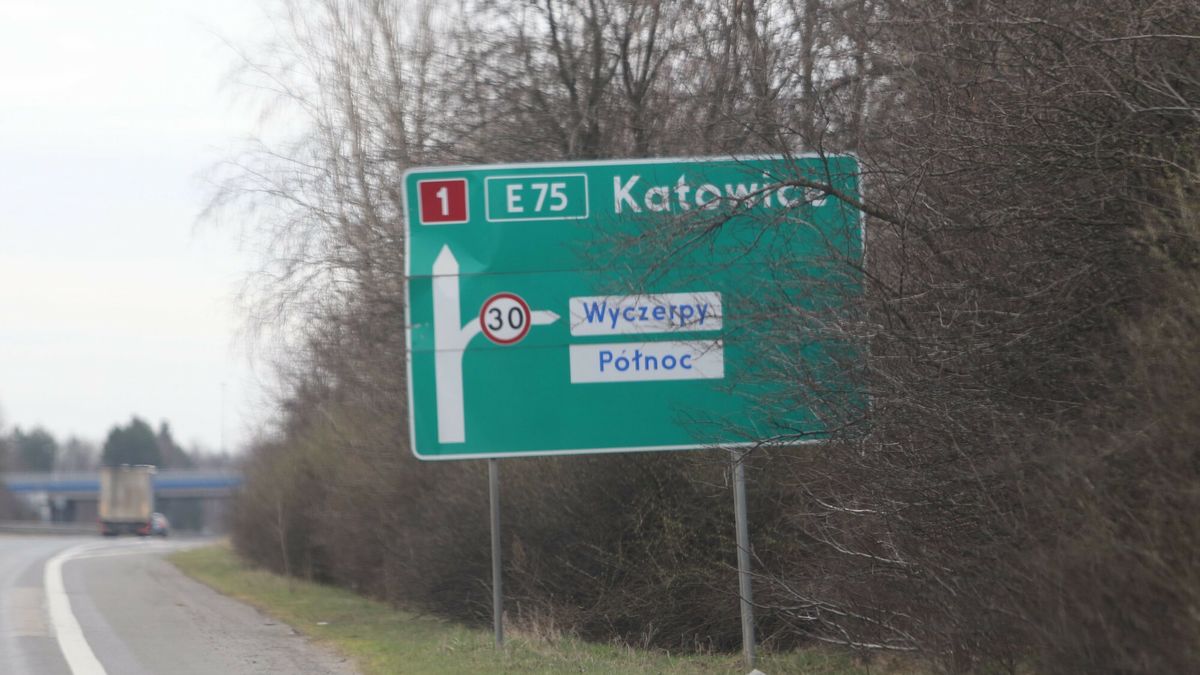 1 E 75 Katowice
30 Wyczerpy
Północ